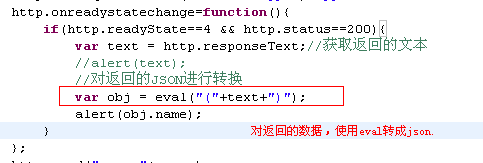 http.onreadystatechange=function(){
if(http.readyState==4 && http.status==200){
var text = http.responseText;//获取返回的文本
//alert(text);
//对返回的JSON进行转换
var obj = eval("("+text+")");
alert(obj.name);
} 对返回的数据，使用eval转成json.
};